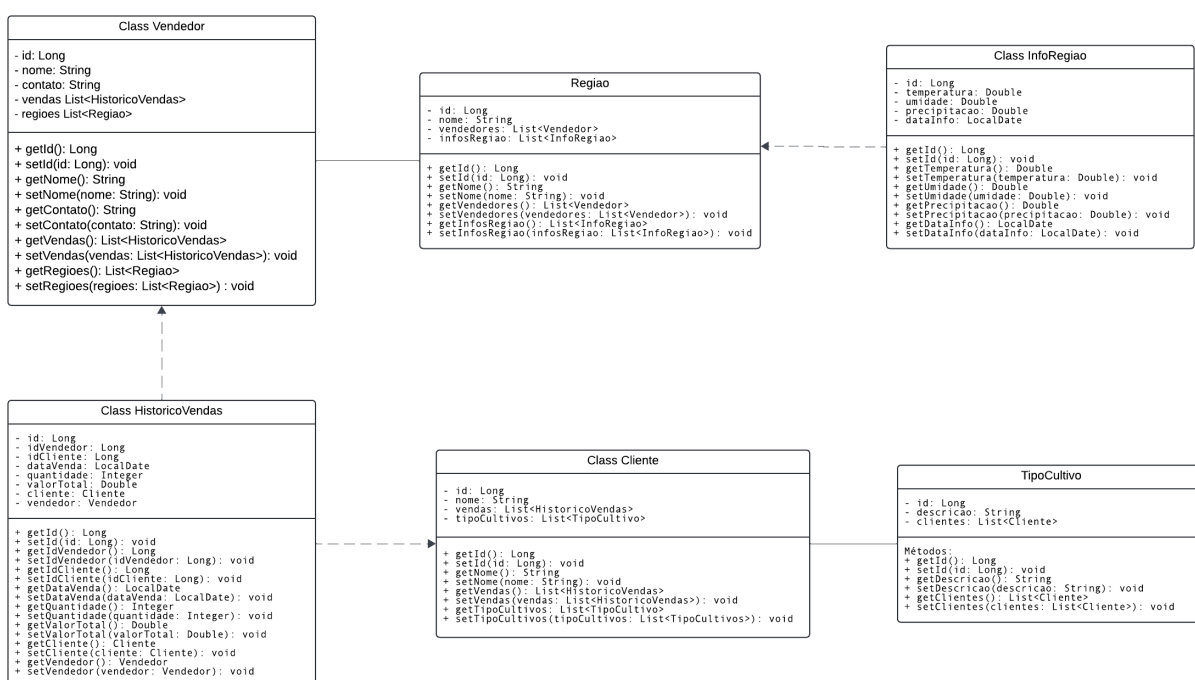 Class Vendedor
- id: Long
- nome: String
- contato: String
- vendas List<HistoricoVendas>
- regioes List<Regiao>
+ getId(): Long
+ setId(id: Long): void
+ getNome(): String
+ setNome(nome: String): void
+ getContato(): String
+ setContato(contato: String): void
+ getVendas(): List<HistoricoVendas>
+ setVendas(vendas: List<HistoricoVendas>): void
+ getRegioes(): List<Regiao>
+ setRegioes(regioes: List<Regiao>) : void
Regiao
- id: Long
- nome: String
- vendedores: List<Vendedor>
- infosRegiao: List<InfoRegiao>
+ getId(): Long
+ setId(id: Long): void
+ getNome(): String
+ setNome(nome: String): void
+ getVendedores(): List<Vendedor>
+ setVendedores(vendedores: List<Vendedor>): void
+ getInfosRegiao(): List<InfoRegiao>
+ setInfosRegiao(infosRegiao: List<InfoRegiao>): void
Class InfoRegiao
- id: Long
- temperatura: Double
- umidade: Double
- precipitacao: Double
- dataInfo: LocalDate
+ getId(): Long
+ setId(id: Long): void
+ getTemperatura(): Double
+ setTemperatura(temperatura: Double): void
+ getUmidade(): Double
+ setUmidade(umidade: Double): void
+ getPrecipitacao(): Double
+ setPrecipitacao(precipitacao: Double): void
+ getDataInfo(): LocalDate
+ setDataInfo(dataInfo: LocalDate): void
Class HistoricoVendas
- id: Long
- idVendedor: Long
- idCliente: Long
- dataVenda: LocalDate
- quantidade: Integer
- valorTotal: Double
- cliente: Cliente
- vendedor: Vendedor
+ getId(): Long
+ setId(id: Long): void
+ getIdVendedor(): Long
+ setIdVendedor(idVendedor: Long): void
+ getIdCliente(): Long
+ setIdCliente(idCliente: Long): void
+ getDataVenda(): LocalDate
+ setDataVenda(dataVenda: LocalDate): void
+ getQuantidade(): Integer
+ setQuantidade(quantidade: Integer): void
+ getValorTotal(): Double
+ setValorTotal(valorTotal: Double): void
+ getCliente(): Cliente
+ setCliente(cliente: Cliente): void
+ getVendedor(): Vendedor
+ setVendedor(vendedor: Vendedor): void
Class Cliente
- id: Long
- nome: String
- vendas: List<HistoricoVendas>
- tipoCultivos: List<TipoCultivo>
+ getId(): Long
+ setId(id: Long): void
+ getNome(): String
+ setNome(nome: String): void
+ getVendas(): List<HistoricoVendas>
+ setVendas(vendas: List<HistoricoVendas>): void
+ getTipoCultivos: List<TipoCultivo>
+ setTipoCultivos(tipoCultivos: List<TipoCultivos>): void
TipoCultivo
- id: Long
- descricao: String
- clientes: List<Cliente>
Métodos:
+ getId(): Long
+ setId(id: Long): void
+ getDescricao(): String
+ setDescricao(descricao: String): void
+ getClientes(): List<Cliente>
+ setClientes(clientes: List<Cliente>): void